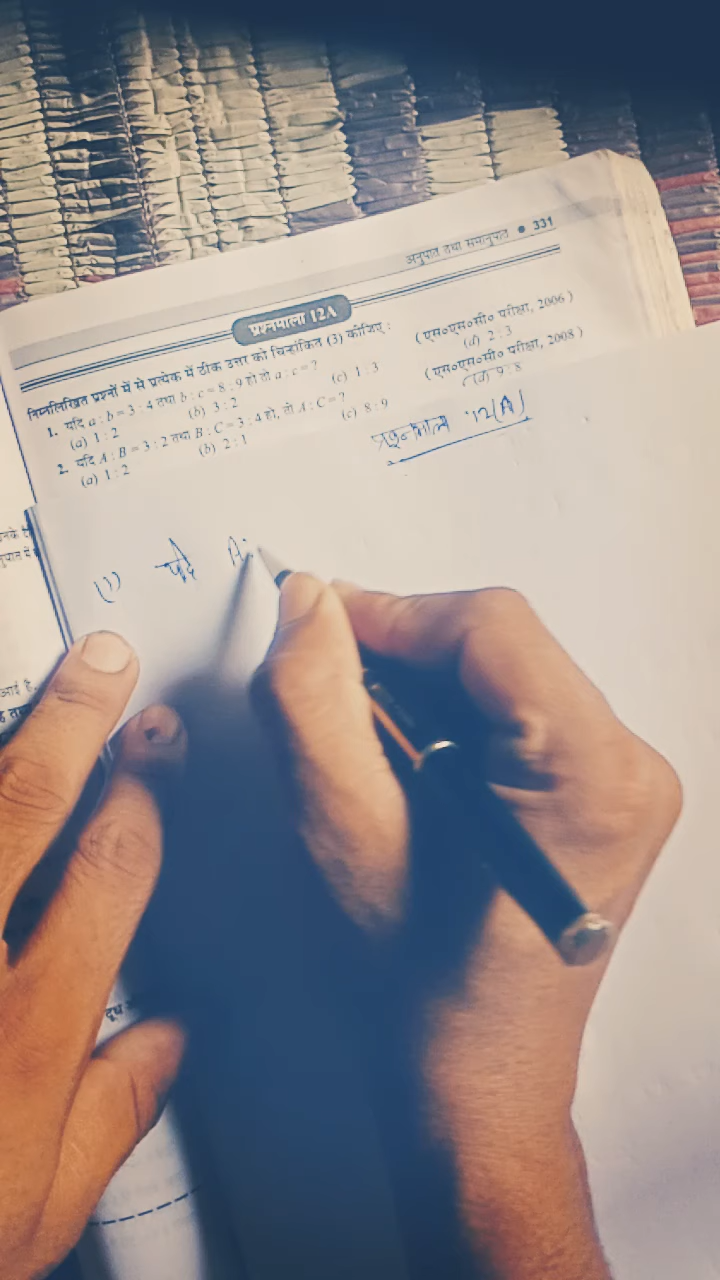 अनुपात तथा समानुपात ● 331
प्रश्नमाला 12A
निम्नलिखित प्रश्नों में से प्रत्येक में ठीक उत्तर को चिन्हांकित (3) कीजिए :
1. यदि a : b = 3 : 4 तथा b : c = 8 : 9 हो तो a : c = ? (एस०एस०सी० परीक्षा, 2006)
(a) 1 : 2 (b) 3 : 2 (c) 1 : 3 (d) 2 : 3
2. यदि A : B = 3 : 2 तथा B : C = 3 : 4 हो, तो A : C = ? (एस०एस०सी० परीक्षा, 2008)
(a) 1 : 2 (b) 2 : 1 (c) 8 : 9 (d) 9 : 8
प्रश्नमाला 12(A)
(1) यदि A:
आई है,
दूध